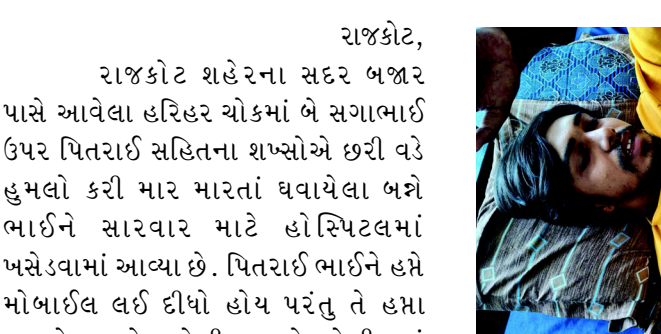 રાજકોટ,
રાજકોટ શહેરના સદર બજાર
પાસે આવેલા હરિહર ચોકમાં બે સગાભાઈ
ઉપર પિતરાઈ સહિતના શખ્સોએ છરી વડે
હુમલો કરી માર મારતાં ઘવાયેલા બન્ને
ભાઈને સારવાર માટે હોસ્પિટલમાં
ખસેડવામાં આવ્યા છે. પિતરાઈ ભાઈને હપ્તે
મોબાઈલ લઈ દીધો હોય પરંતુ તે હપ્તા